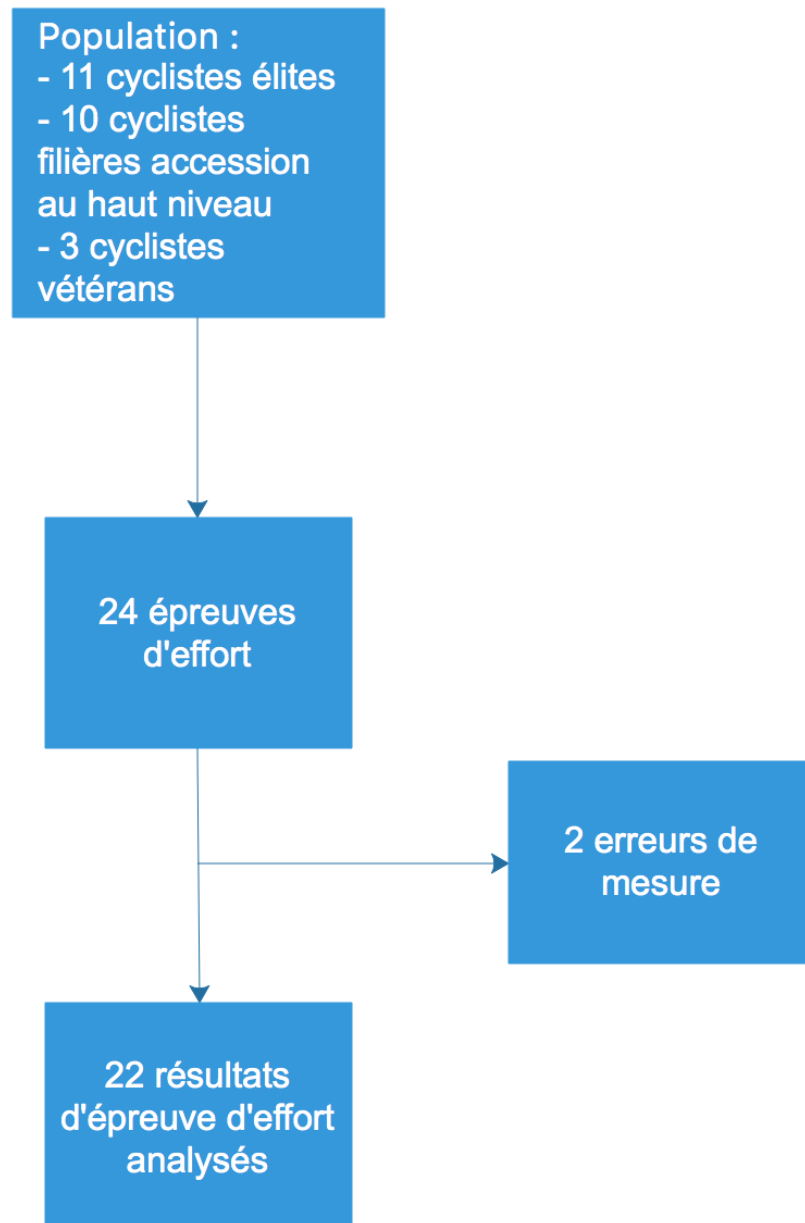 Population :
- 11 cyclistes élites
- 10 cyclistes
filières accession
au haut niveau
- 3 cyclistes
vétérans
24 épreuves
d'effort
2 erreurs de
mesure
22 résultats
d'épreuve d'effort
analysés